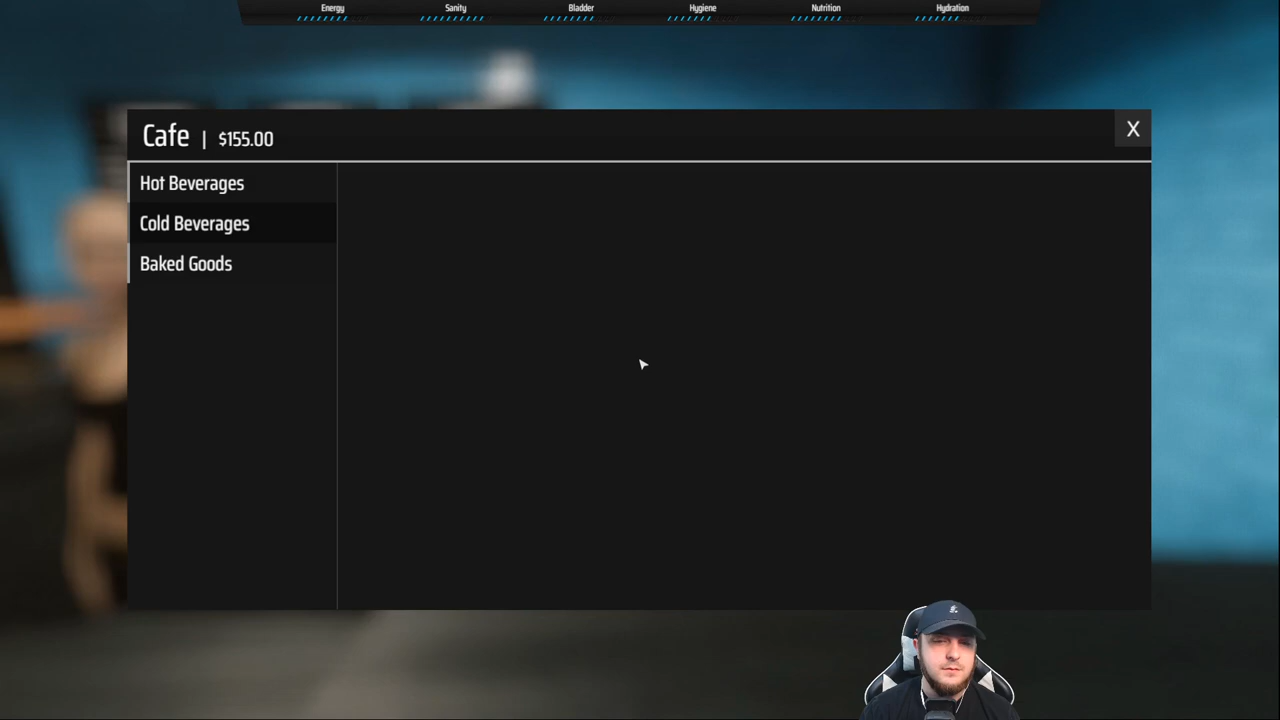 Energy Sanity Bladder Hygiene Nutrition Hydration
Cafe | $155.00 X
Hot Beverages
Cold Beverages
Baked Goods